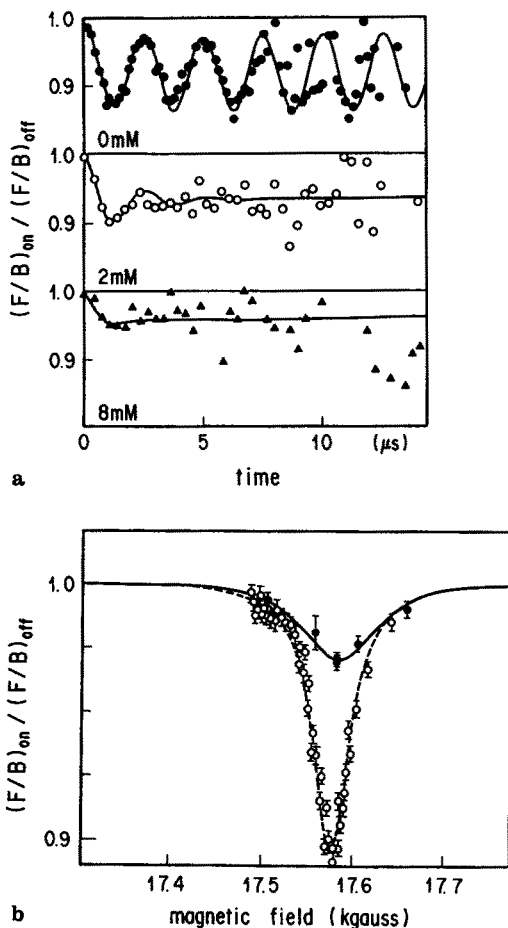 1.0
0.9
0mM
1.0
0.9
2mM
1.0
0.9
8mM
(F/B)on / (F/B)off
0 5 10 (μs)
a time
1.0
0.9
(F/B)on / (F/B)off
17.4 17.5 17.6 17.7
b magnetic field (kgauss)